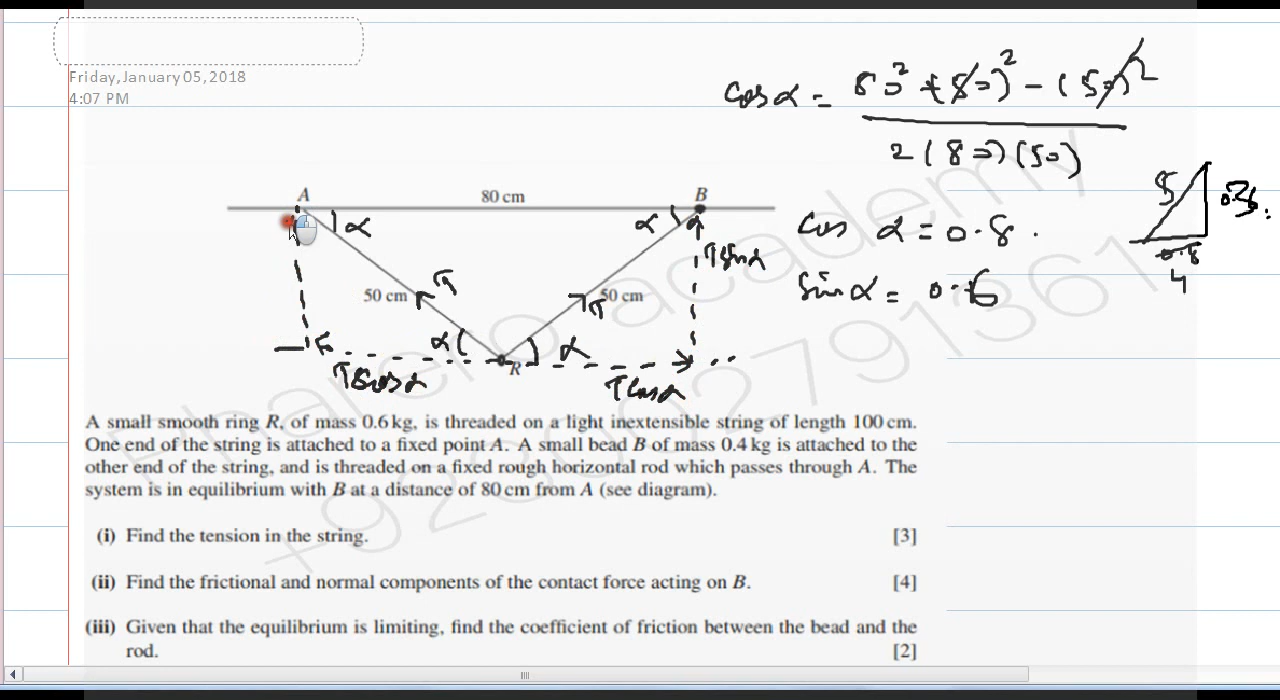 Friday, January 05, 2018
4:07 PM
cos α = 80² + (50)² - (50)²
2 (80) (50)
A 80 cm B
5 0.6
α α
cos α = 0.8
0.8
4
T sin α
sin α = 0.6
50 cm T T 50 cm
α α
R
T cos α T cos α
A small smooth ring R, of mass 0.6 kg, is threaded on a light inextensible string of length 100 cm.
One end of the string is attached to a fixed point A. A small bead B of mass 0.4 kg is attached to the
other end of the string, and is threaded on a fixed rough horizontal rod which passes through A. The
system is in equilibrium with B at a distance of 80 cm from A (see diagram).
(i) Find the tension in the string. [3]
(ii) Find the frictional and normal components of the contact force acting on B. [4]
(iii) Given that the equilibrium is limiting, find the coefficient of friction between the bead and the
rod. [2]
academy
+923002791361